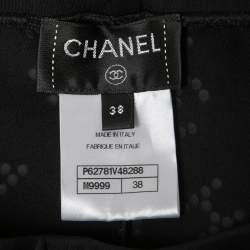 CHANEL
38
MADE IN ITALY
FABRIQUE EN ITALIE
P62781V48288
M9999 38